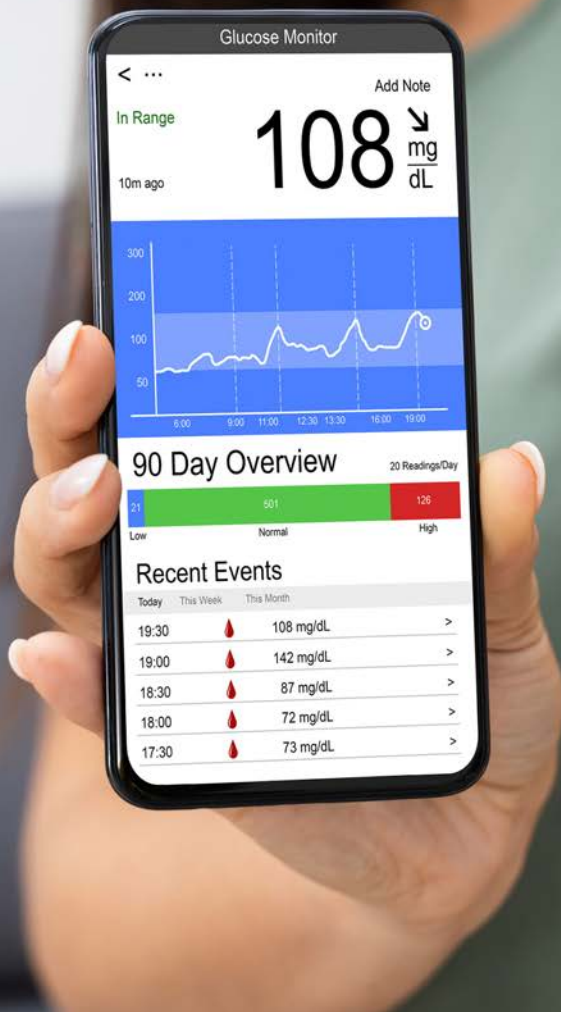 Glucose Monitor
< ...
Add Note
In Range
108 mg/dL
10m ago
300
200
100
50
6:00 9:00 11:00 12:30 13:30 16:00 19:00
90 Day Overview
20 Readings/Day
21 501 126
Low Normal High
Recent Events
Today This Week This Month
19:30 108 mg/dL >
19:00 142 mg/dL >
18:30 87 mg/dL >
18:00 72 mg/dL >
17:30 73 mg/dL >